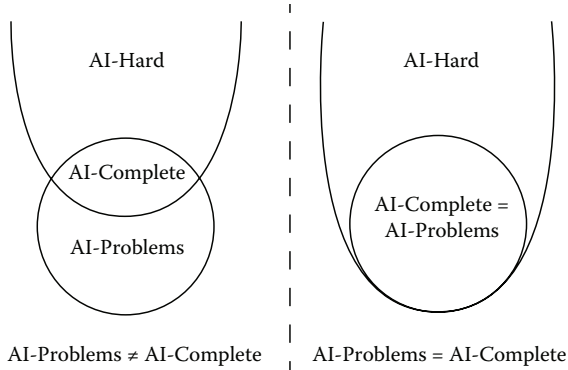 AI-Hard
AI-Complete
AI-Problems
AI-Problems ≠ AI-Complete
AI-Hard
AI-Complete =
AI-Problems
AI-Problems = AI-Complete